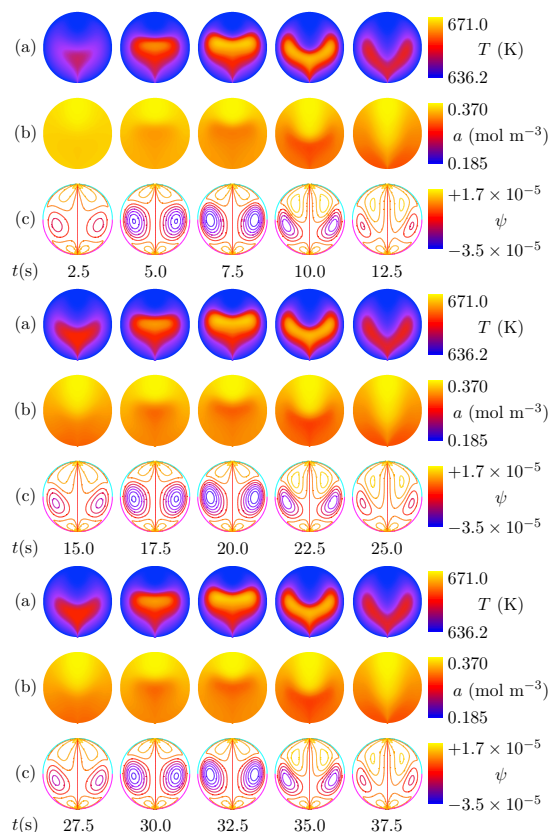 671.0
(a) T (K)
636.2
0.370
(b) a (mol m⁻³)
0.185
+1.7 × 10⁻⁵
(c) ψ
−3.5 × 10⁻⁵
t(s) 2.5 5.0 7.5 10.0 12.5
671.0
(a) T (K)
636.2
0.370
(b) a (mol m⁻³)
0.185
+1.7 × 10⁻⁵
(c) ψ
−3.5 × 10⁻⁵
t(s) 15.0 17.5 20.0 22.5 25.0
671.0
(a) T (K)
636.2
0.370
(b) a (mol m⁻³)
0.185
+1.7 × 10⁻⁵
(c) ψ
−3.5 × 10⁻⁵
t(s) 27.5 30.0 32.5 35.0 37.5